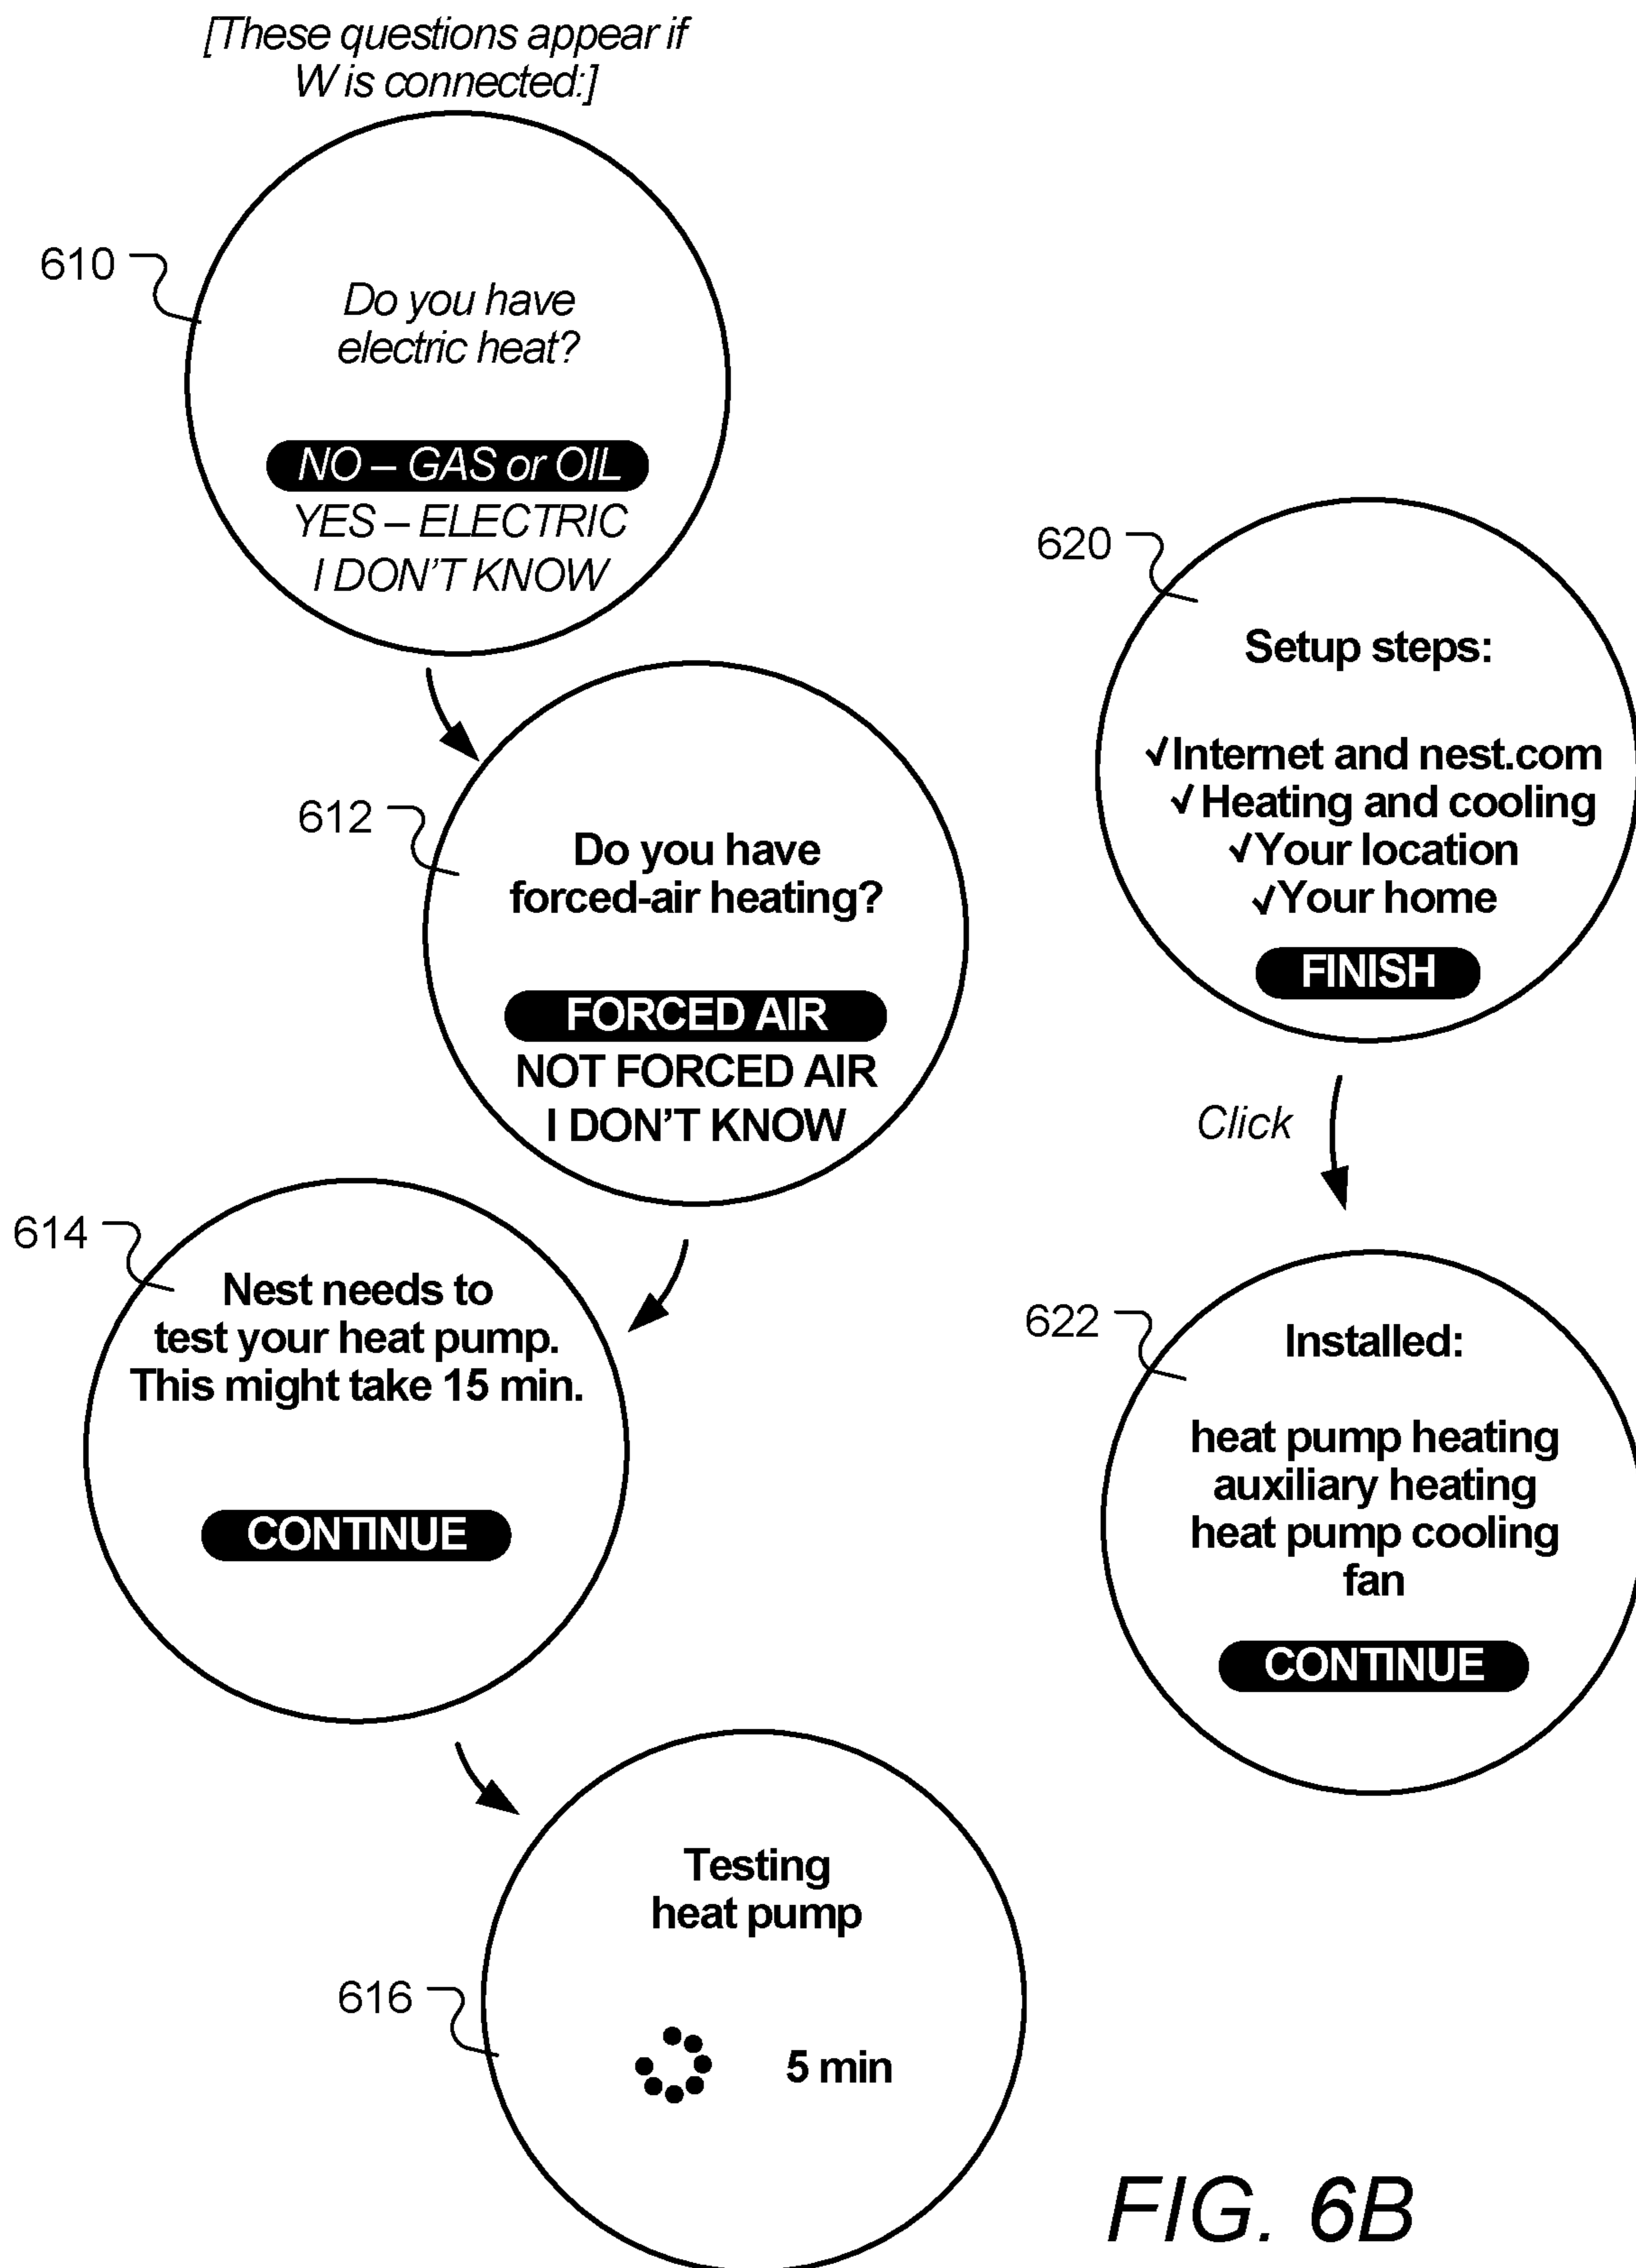 [These questions appear if
W is connected:]
610
Do you have
electric heat?
NO – GAS or OIL
YES – ELECTRIC
I DON'T KNOW
612
Do you have
forced-air heating?
FORCED AIR
NOT FORCED AIR
I DON'T KNOW
614
Nest needs to
test your heat pump.
This might take 15 min.
CONTINUE
616
Testing
heat pump
5 min
620
Setup steps:
√Internet and nest.com
√ Heating and cooling
√Your location
√Your home
FINISH
Click
622
Installed:
heat pump heating
auxiliary heating
heat pump cooling
fan
CONTINUE
FIG. 6B